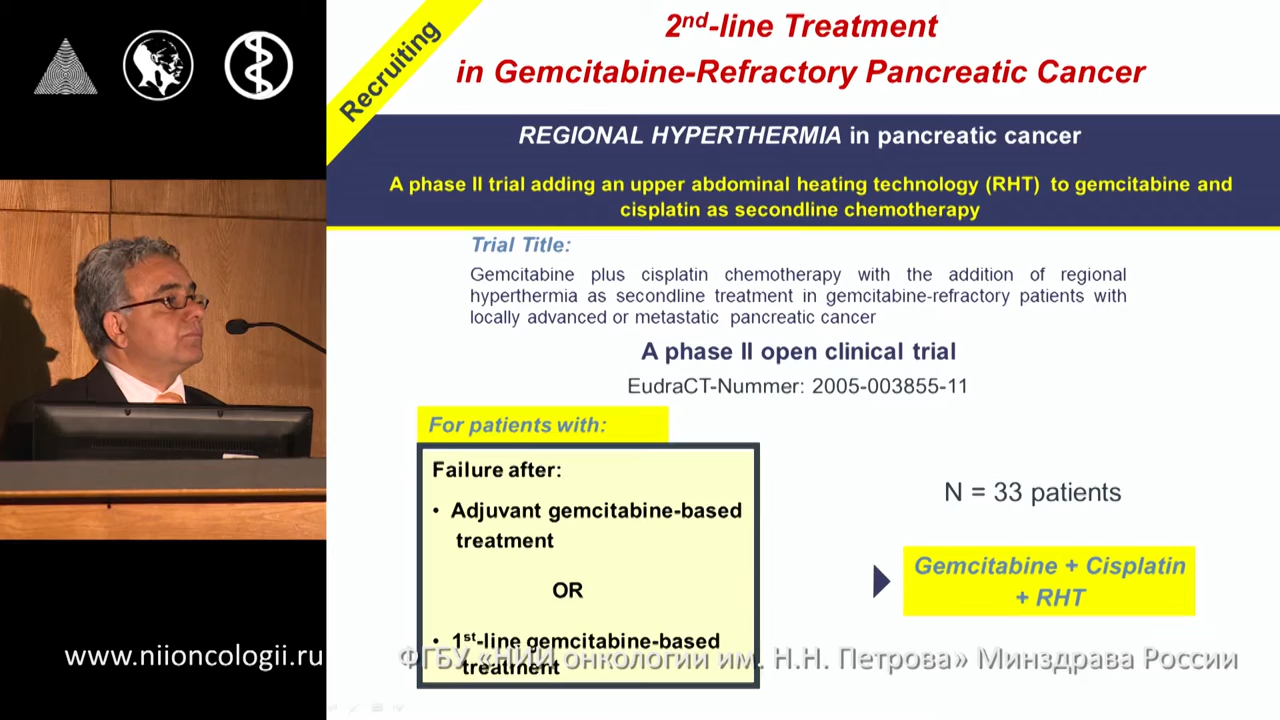 Recruiting
2nd-line Treatment
in Gemcitabine-Refractory Pancreatic Cancer
REGIONAL HYPERTHERMIA in pancreatic cancer
A phase II trial adding an upper abdominal heating technology (RHT) to gemcitabine and
cisplatin as secondline chemotherapy
Trial Title:
Gemcitabine plus cisplatin chemotherapy with the addition of regional
hyperthermia as secondline treatment in gemcitabine-refractory patients with
locally advanced or metastatic pancreatic cancer
A phase II open clinical trial
EudraCT-Nummer: 2005-003855-11
For patients with:
Failure after:
• Adjuvant gemcitabine-based
treatment
OR
• 1st-line gemcitabine-based
treatment
N = 33 patients
Gemcitabine + Cisplatin
+ RHT
www.niioncologii.ru
ФГБУ «НИИ онкологии им. Н.Н. Петрова» Минздрава России